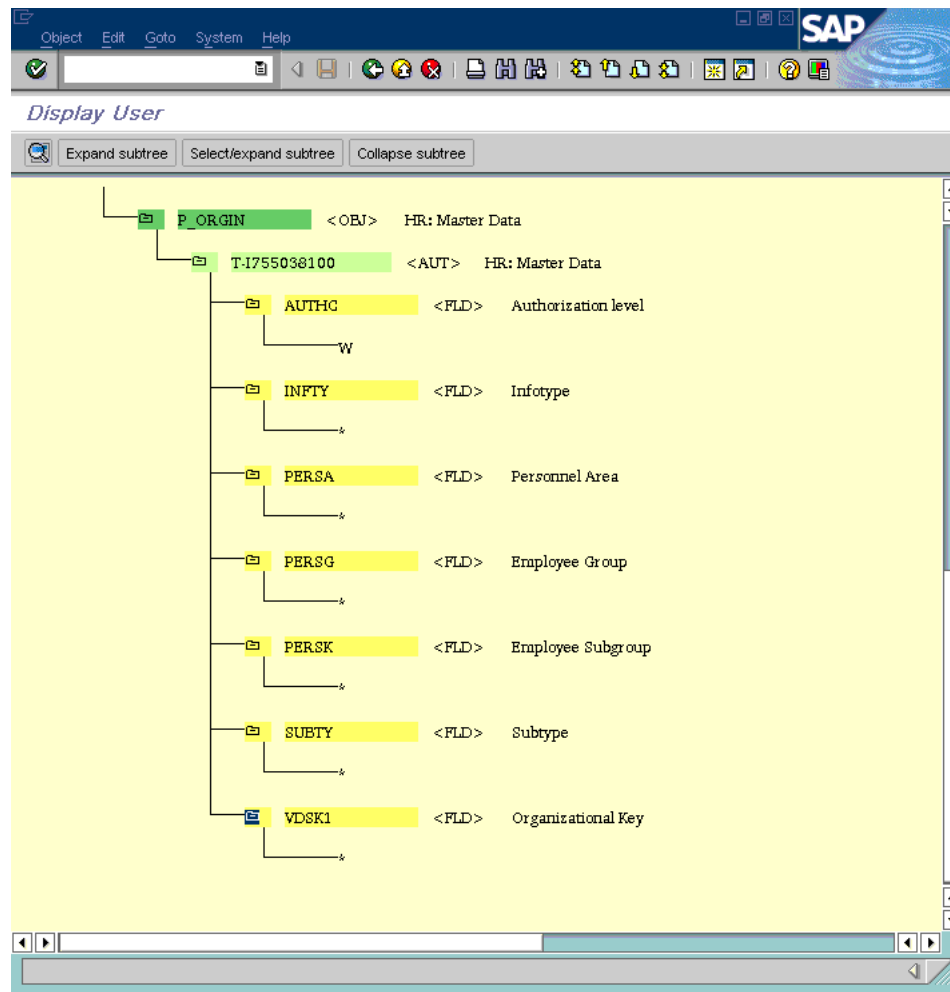 Object Edit Goto System Help
SAP
Display User
Expand subtree Select/expand subtree Collapse subtree
P_ORGIN <OBJ> HR: Master Data
T-I755038100 <AUT> HR: Master Data
AUTHC <FLD> Authorization level
W
INFTY <FLD> Infotype
*
PERSA <FLD> Personnel Area
*
PERSG <FLD> Employee Group
*
PERSK <FLD> Employee Subgroup
*
SUBTY <FLD> Subtype
*
VDSK1 <FLD> Organizational Key
*